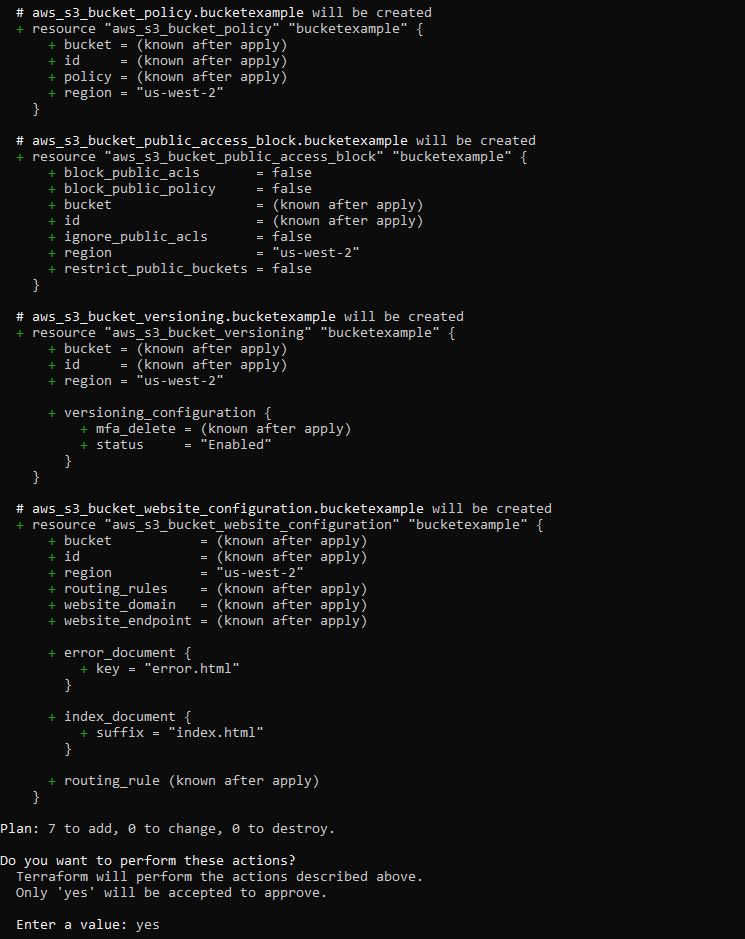 # aws_s3_bucket_policy.bucketexample will be created
+ resource "aws_s3_bucket_policy" "bucketexample" {
+ bucket = (known after apply)
+ id     = (known after apply)
+ policy = (known after apply)
+ region = "us-west-2"
}
# aws_s3_bucket_public_access_block.bucketexample will be created
+ resource "aws_s3_bucket_public_access_block" "bucketexample" {
+ block_public_acls       = false
+ block_public_policy     = false
+ bucket                  = (known after apply)
+ id                      = (known after apply)
+ ignore_public_acls      = false
+ region                  = "us-west-2"
+ restrict_public_buckets = false
}
# aws_s3_bucket_versioning.bucketexample will be created
+ resource "aws_s3_bucket_versioning" "bucketexample" {
+ bucket = (known after apply)
+ id     = (known after apply)
+ region = "us-west-2"
+ versioning_configuration {
+ mfa_delete = (known after apply)
+ status     = "Enabled"
}
}
# aws_s3_bucket_website_configuration.bucketexample will be created
+ resource "aws_s3_bucket_website_configuration" "bucketexample" {
+ bucket           = (known after apply)
+ id               = (known after apply)
+ region           = "us-west-2"
+ routing_rules    = (known after apply)
+ website_domain   = (known after apply)
+ website_endpoint = (known after apply)
+ error_document {
+ key = "error.html"
}
+ index_document {
+ suffix = "index.html"
}
+ routing_rule (known after apply)
}
Plan: 7 to add, 0 to change, 0 to destroy.
Do you want to perform these actions?
Terraform will perform the actions described above.
Only 'yes' will be accepted to approve.
Enter a value: yes